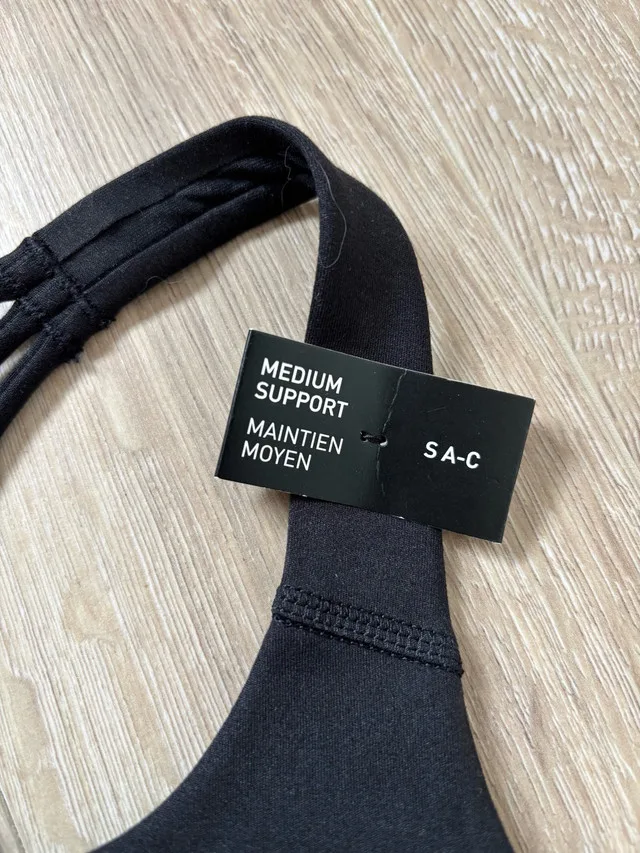 MEDIUM
SUPPORT
MAINTIEN
MOYEN
S A-C